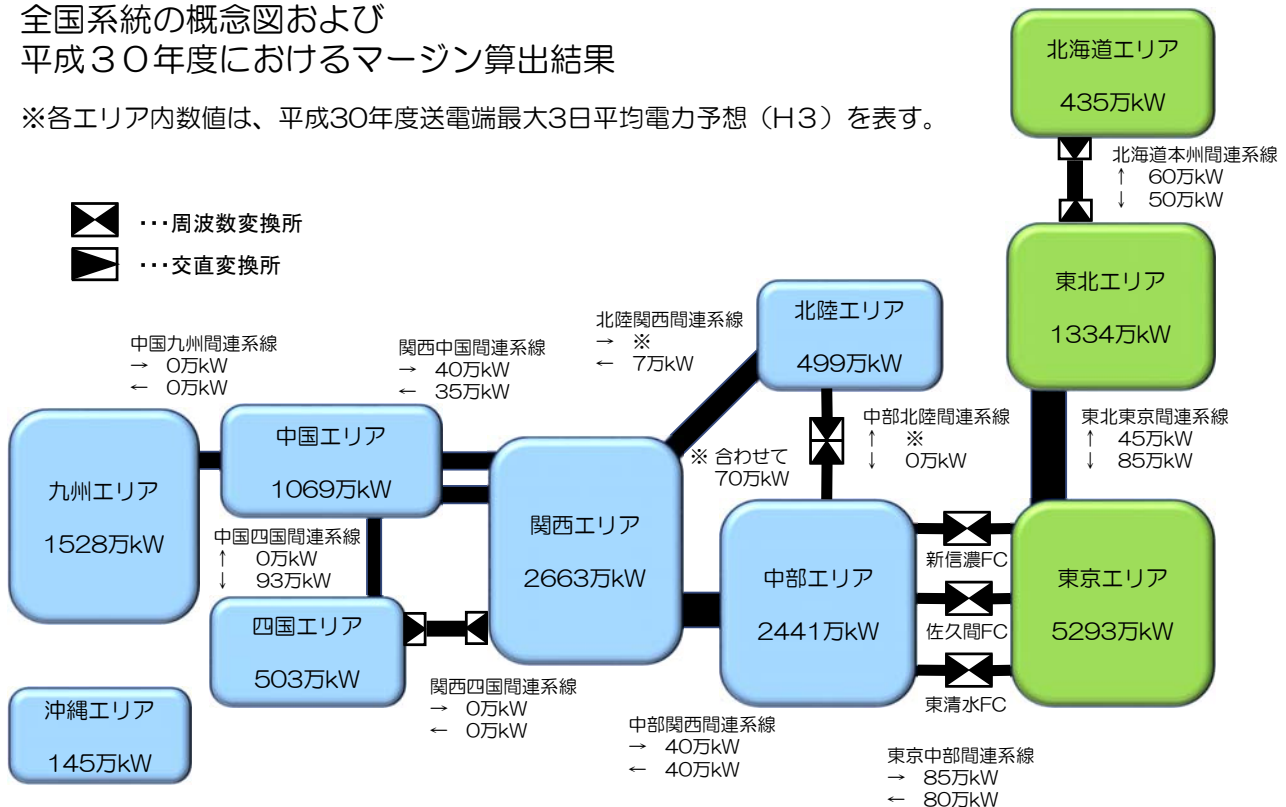 全国系統の概念図および
平成３０年度におけるマージン算出結果
※各エリア内数値は、平成30年度送電端最大3日平均電力予想（H3）を表す。
･･･周波数変換所
･･･交直変換所
北海道エリア
435万kW
北海道本州間連系線
↑ 60万kW
↓ 50万kW
東北エリア
1334万kW
東北東京間連系線
↑ 45万kW
↓ 85万kW
北陸エリア
499万kW
北陸関西間連系線
→ ※
← 7万kW
中部北陸間連系線
↑ ※
↓ 0万kW
※ 合わせて
70万kW
中国九州間連系線
→ 0万kW
← 0万kW
関西中国間連系線
→ 40万kW
← 35万kW
九州エリア
1528万kW
中国エリア
1069万kW
中国四国間連系線
↑ 0万kW
↓ 93万kW
関西エリア
2663万kW
中部エリア
2441万kW
新信濃FC
佐久間FC
東清水FC
東京エリア
5293万kW
四国エリア
503万kW
関西四国間連系線
→ 0万kW
← 0万kW
沖縄エリア
145万kW
中部関西間連系線
→ 40万kW
← 40万kW
東京中部間連系線
→ 85万kW
← 80万kW